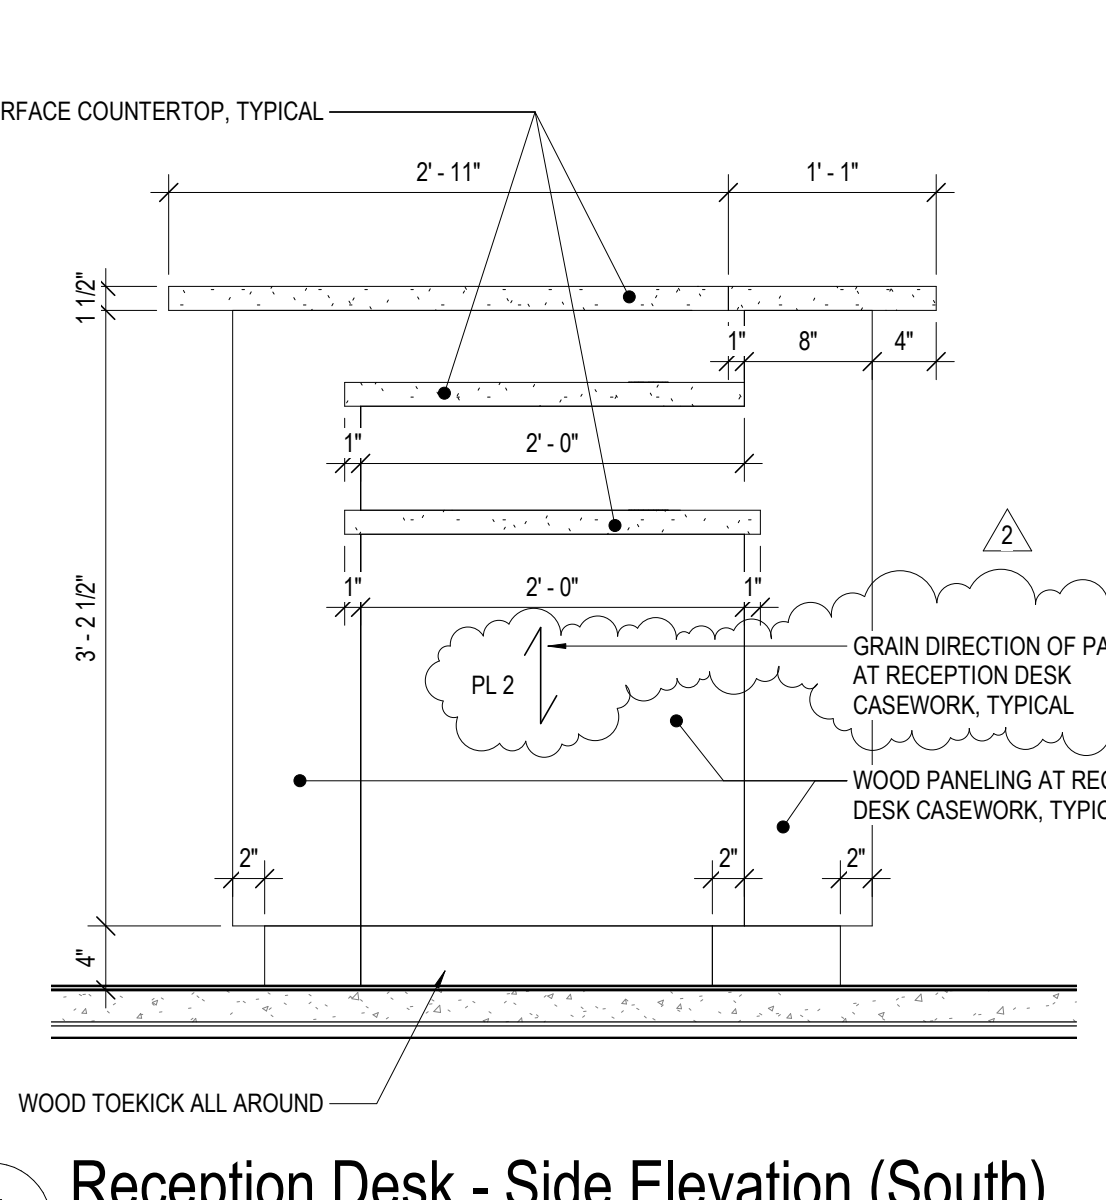 RFACE COUNTERTOP, TYPICAL
2' - 11"
1' - 1"
1 1/2"
1"
8"
4"
1"
2' - 0"
2
1"
2' - 0"
1"
3' - 2 1/2"
GRAIN DIRECTION OF PA
AT RECEPTION DESK
CASEWORK, TYPICAL
PL 2
WOOD PANELING AT REC
DESK CASEWORK, TYPIC
2"
2"
2"
4"
WOOD TOEKICK ALL AROUND
Reception Desk - Side Elevation (South)